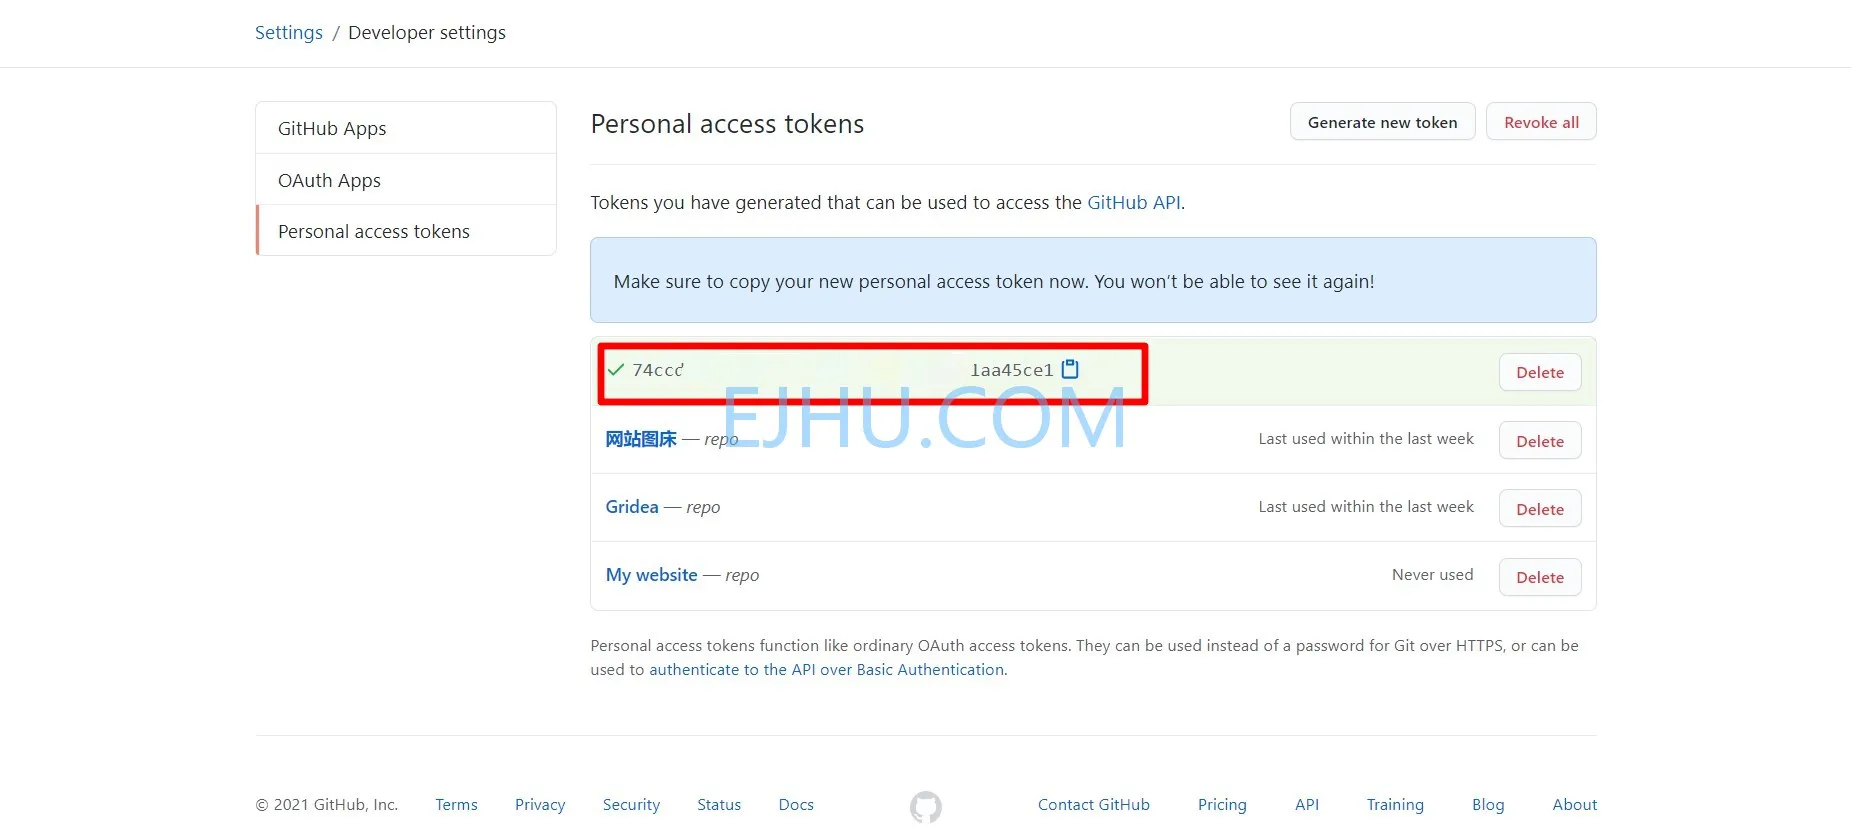 Settings / Developer settings
GitHub Apps
OAuth Apps
Personal access tokens
Personal access tokens
Generate new token
Revoke all
Tokens you have generated that can be used to access the GitHub API.
Make sure to copy your new personal access token now. You won't be able to see it again!
74ccd 1aa45ce1
Delete
EJHU.COM
网站图床 — repo
Last used within the last week
Delete
Gridea — repo
Last used within the last week
Delete
My website — repo
Never used
Delete
Personal access tokens function like ordinary OAuth access tokens. They can be used instead of a password for Git over HTTPS, or can be
used to authenticate to the API over Basic Authentication.
© 2021 GitHub, Inc. Terms Privacy Security Status Docs Contact GitHub Pricing API Training Blog About